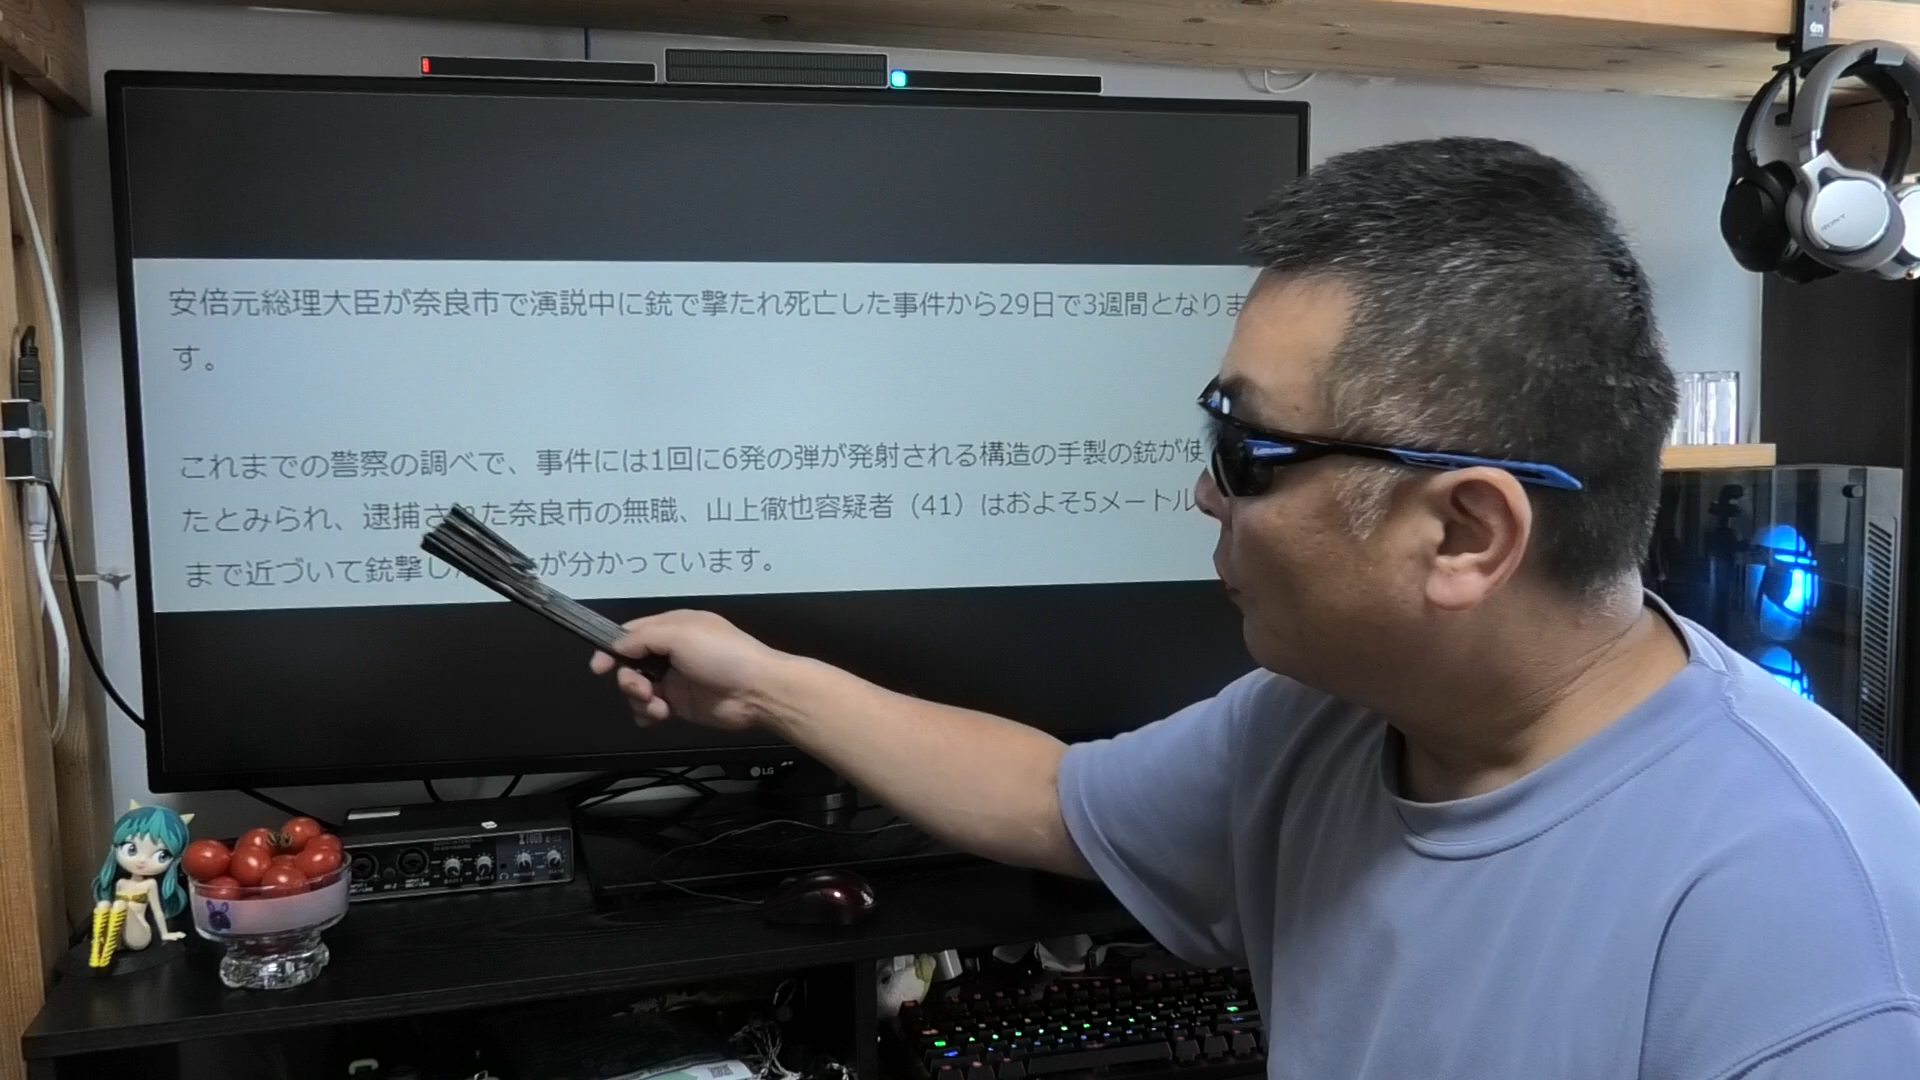 安倍元総理大臣が奈良市で演説中に銃で撃たれ死亡した事件から29日で3週間となりま
す。
これまでの警察の調べで、事件には1回に6発の弾が発射される構造の手製の銃が使
たとみられ、逮捕された奈良市の無職、山上徹也容疑者（41）はおよそ5メートル
まで近づいて銃撃し が分かっています。
LG
SONY